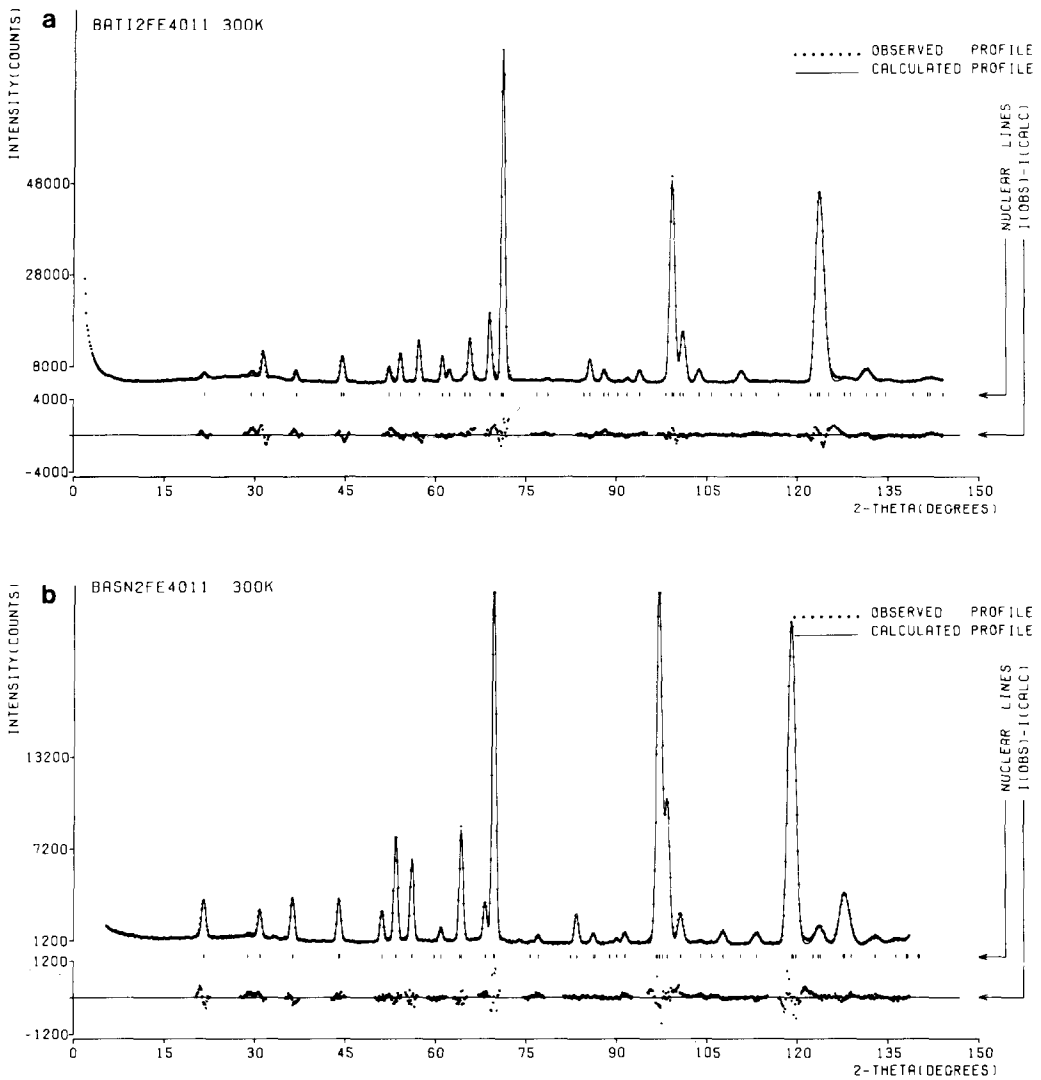 a
BATI2FE4O11 300K
INTENSITY(COUNTS)
OBSERVED PROFILE
CALCULATED PROFILE
NUCLEAR LINES
I(OBS)-I(CALC)
48000
28000
8000
4000
-4000
0 15 30 45 60 75 90 105 120 135 150
2-THETA(DEGREES)
b
BASN2FE4O11 300K
INTENSITY(COUNTS)
OBSERVED PROFILE
CALCULATED PROFILE
NUCLEAR LINES
I(OBS)-I(CALC)
13200
7200
1200
1200
-1200
0 15 30 45 60 75 90 105 120 135 150
2-THETA(DEGREES)